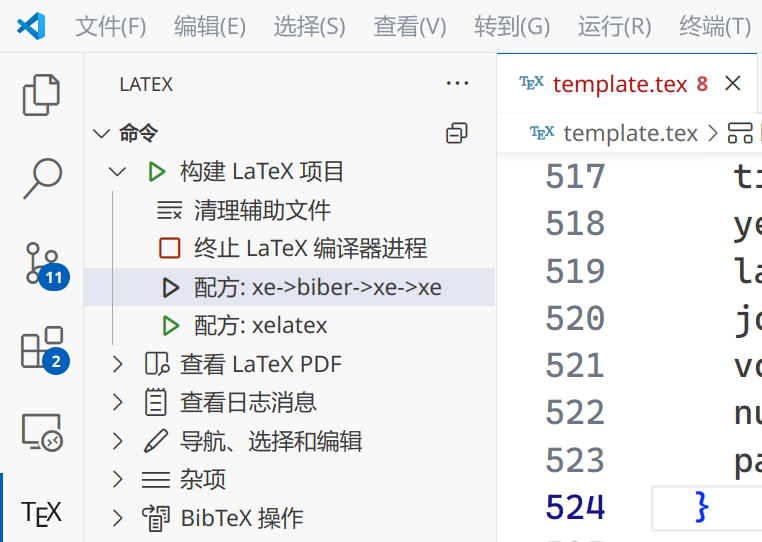 文件(F) 编辑(E) 选择(S) 查看(V) 转到(G) 运行(R) 终端(T)
LATEX
template.tex 8
命令
template.tex
构建 LaTeX 项目
清理辅助文件
终止 LaTeX 编译器进程
11
配方: xe->biber->xe->xe
配方: xelatex
2
查看 LaTeX PDF
查看日志消息
导航、选择和编辑
杂项
TEX
BibTeX 操作
517 ti
518 ye
519 la
520 jo
521 vo
522 nu
523 pa
524 }